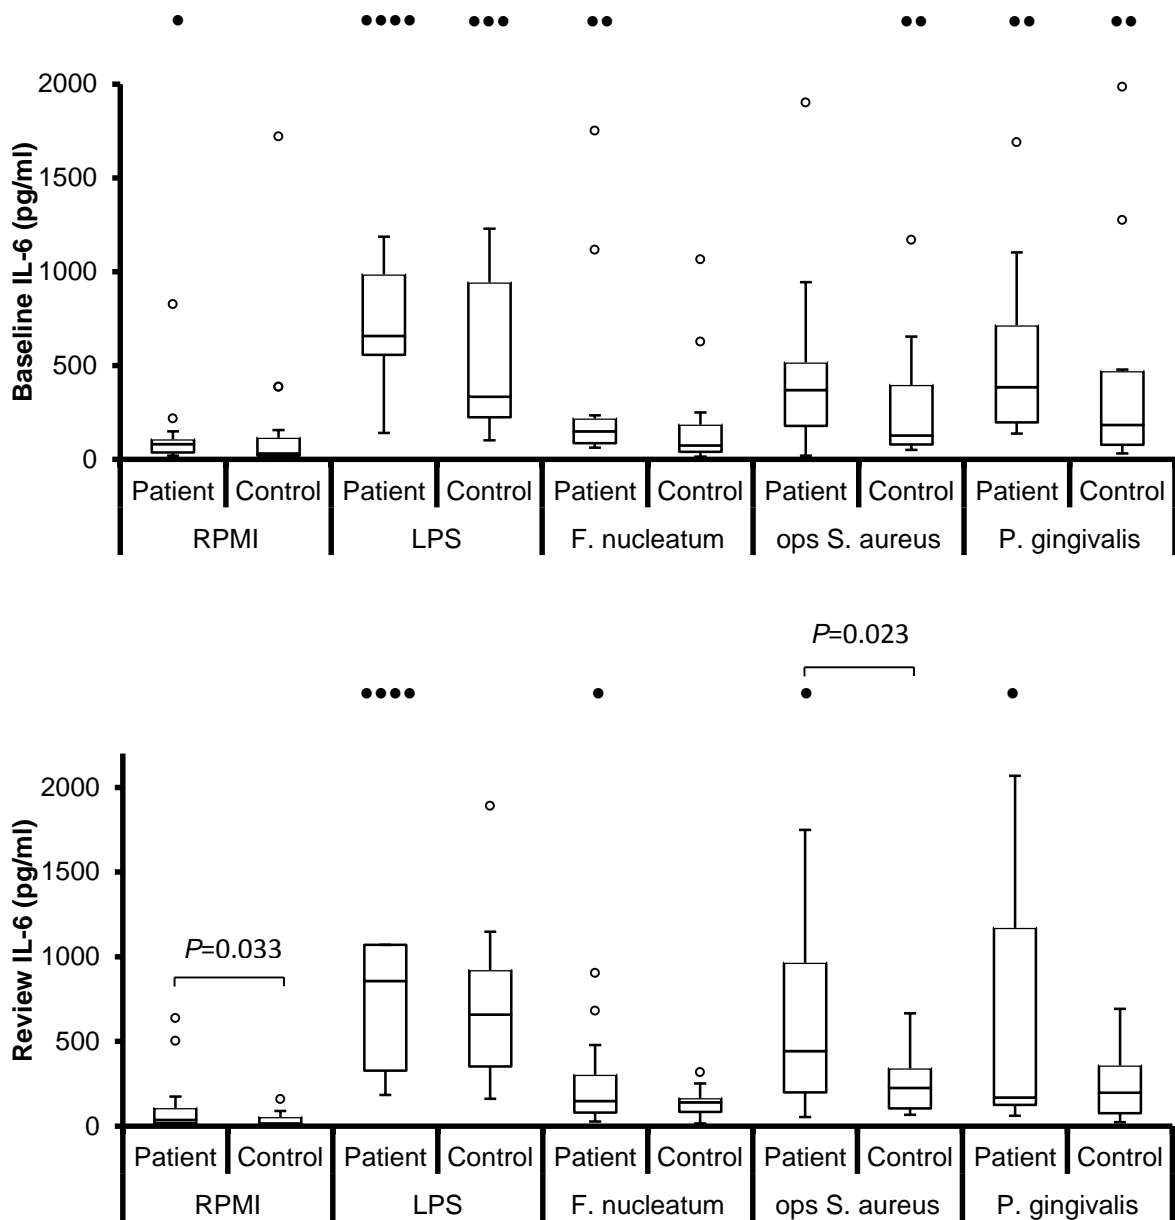 2000
1500
1000
500
0
Baseline IL-6 (pg/ml)
Patient Control Patient Control Patient Control Patient Control Patient Control
RPMI LPS F. nucleatum ops S. aureus P. gingivalis
P=0.023
2000
1500
1000
500
0
Review IL-6 (pg/ml)
P=0.033
Patient Control Patient Control Patient Control Patient Control Patient Control
RPMI LPS F. nucleatum ops S. aureus P. gingivalis